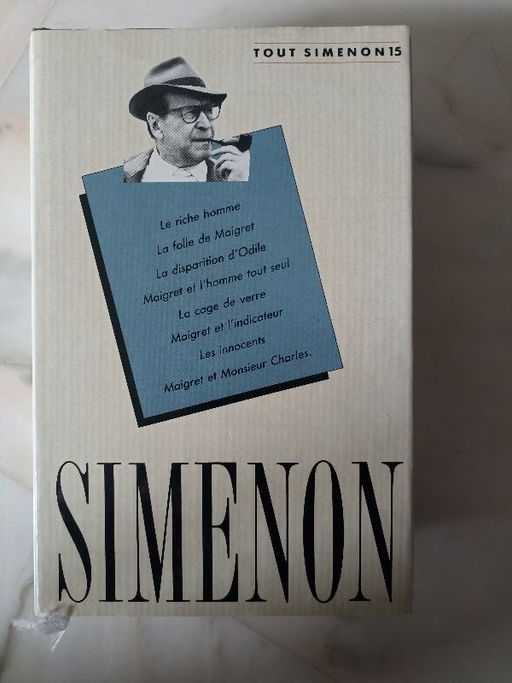 TOUT SIMENON 15
Le riche homme
La folle de Maigret
La disparition d'Odile
Maigret et l'homme tout seul
La cage de verre
Maigret et l'indicateur
Les innocents
Maigret et Monsieur Charles.
SIMENON